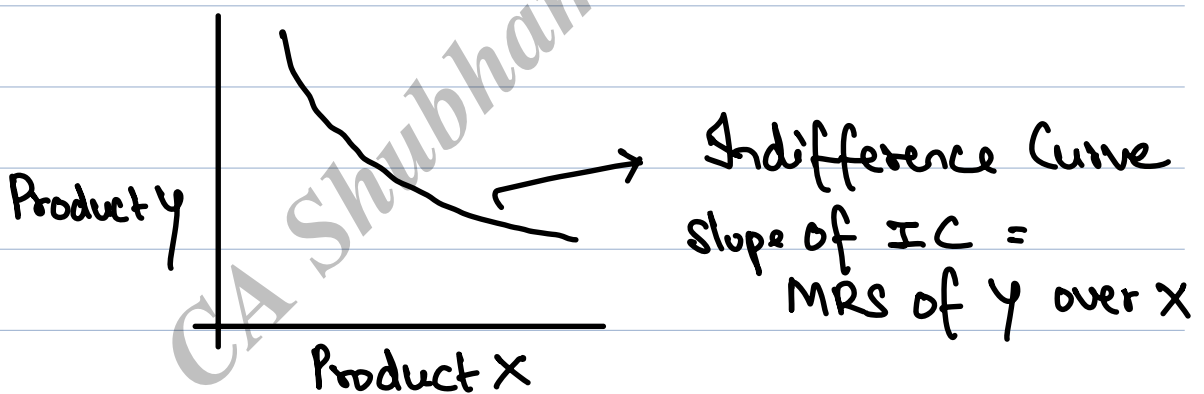 Product Y
Indifference Curve
Slope of IC =
MRS of Y over X
Product X
CA Shubham